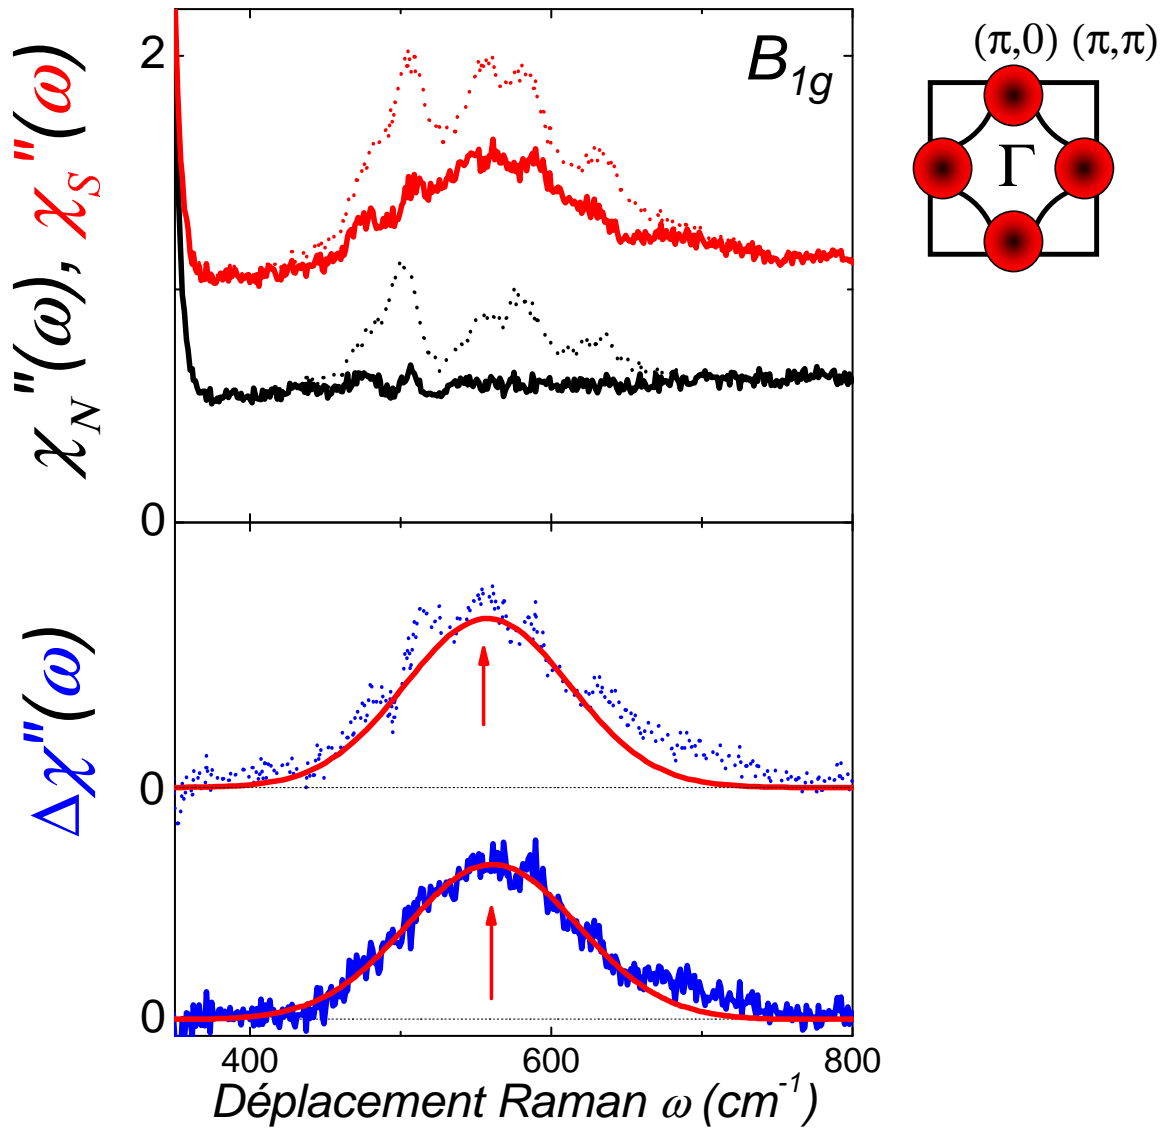 χN''(ω), χS''(ω)
2
B1g
(π,0) (π,π)
Γ
0
Δχ''(ω)
0
0
400 600 800
Déplacement Raman ω (cm-1)